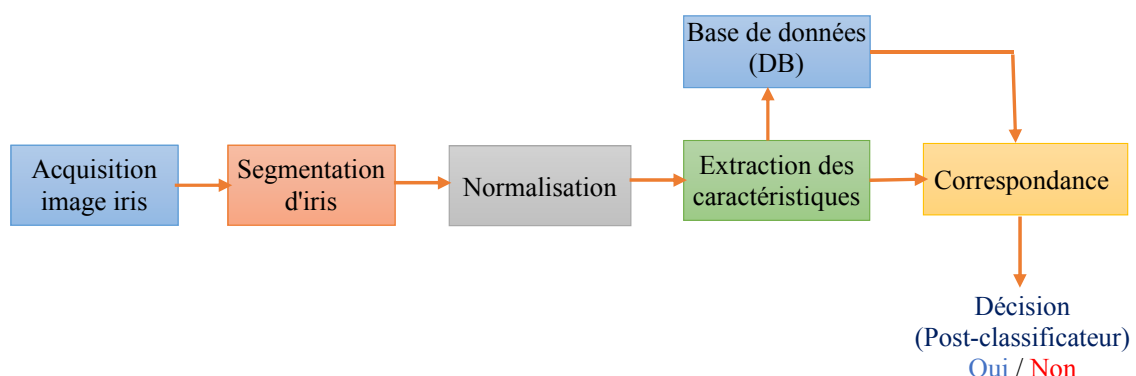 Acquisition
image iris
Segmentation
d'iris
Normalisation
Base de données
(DB)
Extraction des
caractéristiques
Correspondance
Décision
(Post-classificateur)
Oui / Non